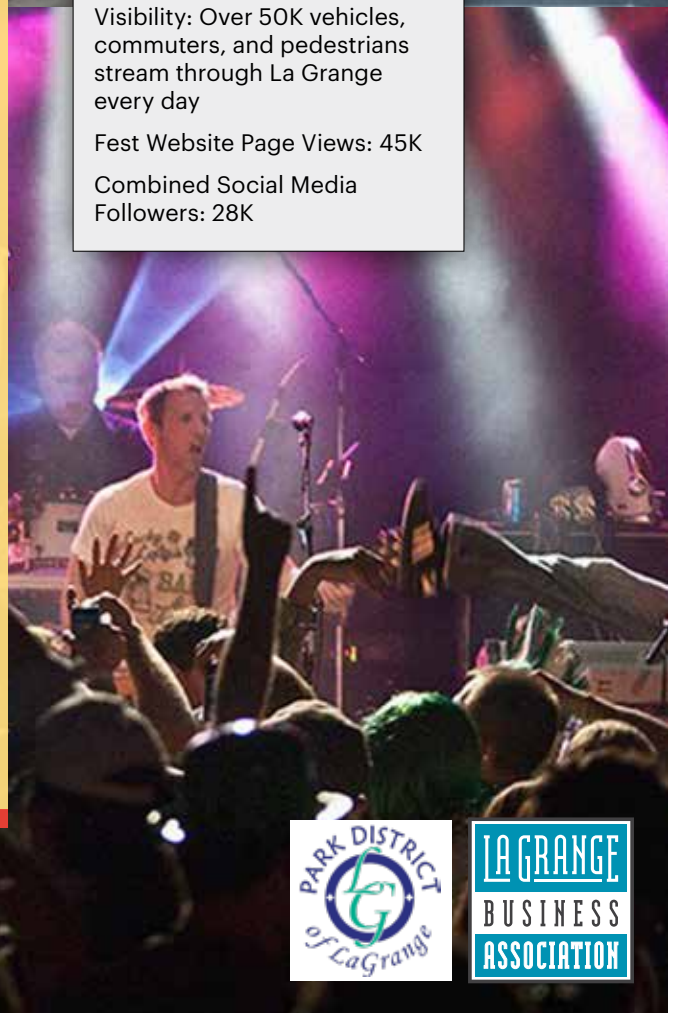 Visibility: Over 50K vehicles,
commuters, and pedestrians
stream through La Grange
every day
Fest Website Page Views: 45K
Combined Social Media
Followers: 28K
PARK DISTRICT
LG
of LaGrange
LA GRANGE
BUSINESS
ASSOCIATION